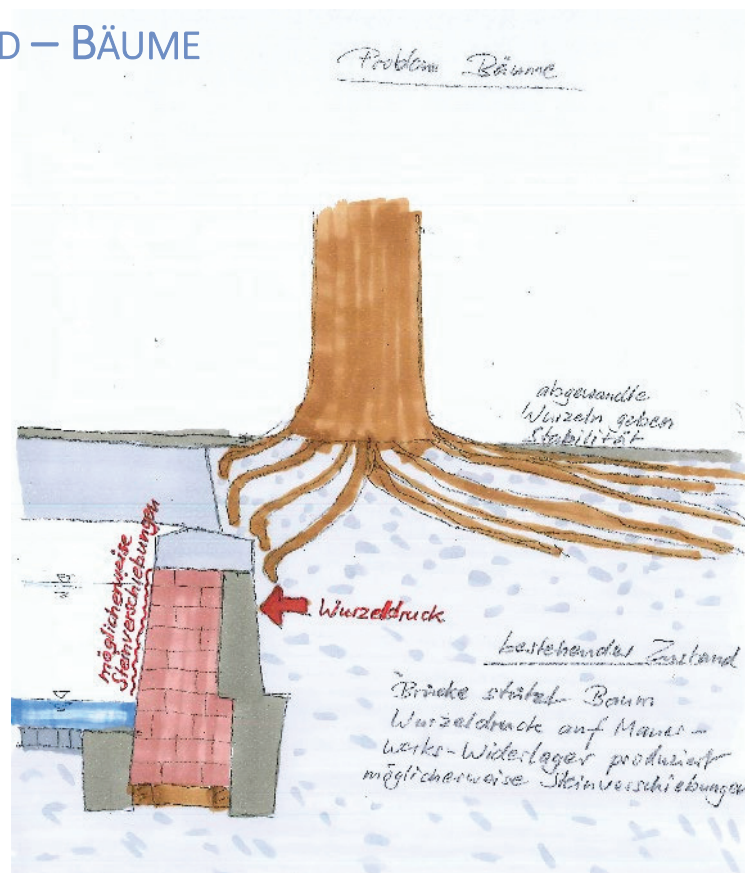 D – BÄUME
Problem Bäume
abgewandte
Wurzeln geben
Stabilität
möglicherweise
Steinverschiebungen
Wurzeldruck
bestehender Zustand
Brücke stützt Baum
Wurzeldruck auf Mauer-
werks-Widerlager produziert
möglicherweise Steinverschiebungen